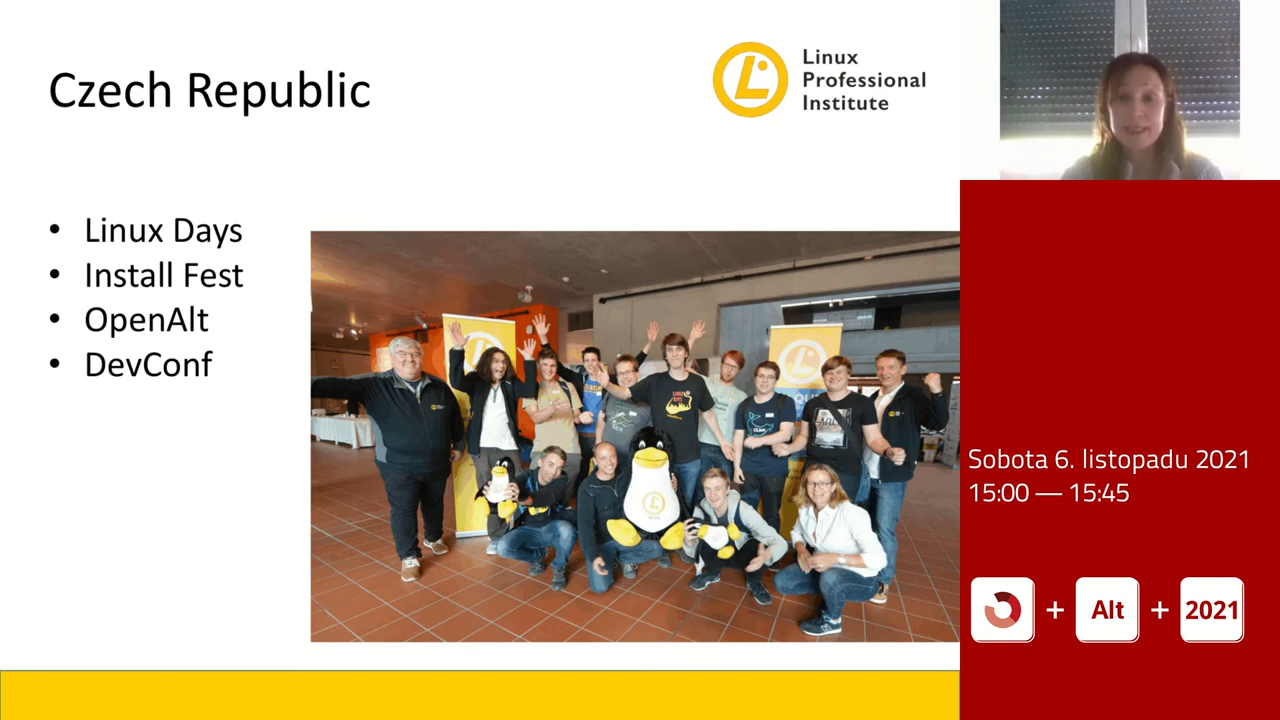 Czech Republic
Linux
Professional
Institute
• Linux Days
• Install Fest
• OpenAlt
• DevConf
Sobota 6. listopadu 2021
15:00 — 15:45
+ Alt + 2021